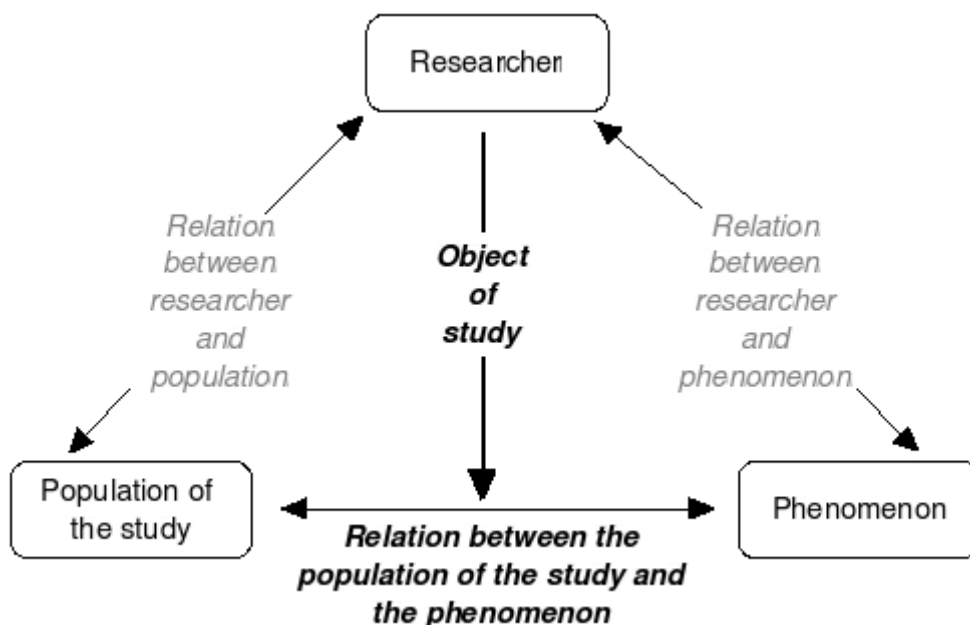 Researcher
Relation
between
researcher
and
population
Object
of
study
Relation
between
researcher
and
phenomenon
Population of
the study
Phenomenon
Relation between the
population of the study and
the phenomenon